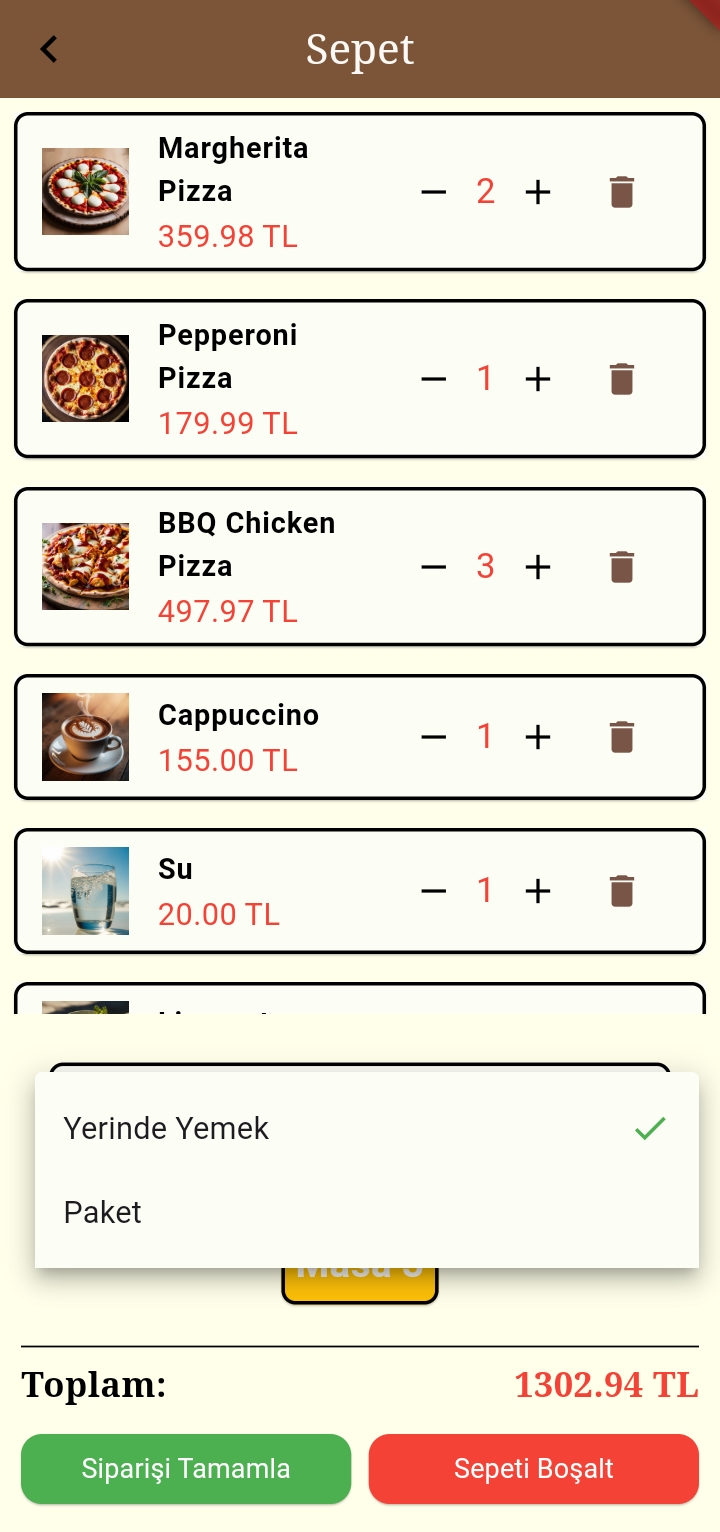 Sepet
Margherita
Pizza
359.98 TL
2
Pepperoni
Pizza
179.99 TL
1
BBQ Chicken
Pizza
497.97 TL
3
Cappuccino
155.00 TL
1
Su
20.00 TL
1
Yerinde Yemek
Paket
Toplam:
1302.94 TL
Siparişi Tamamla
Sepeti Boşalt